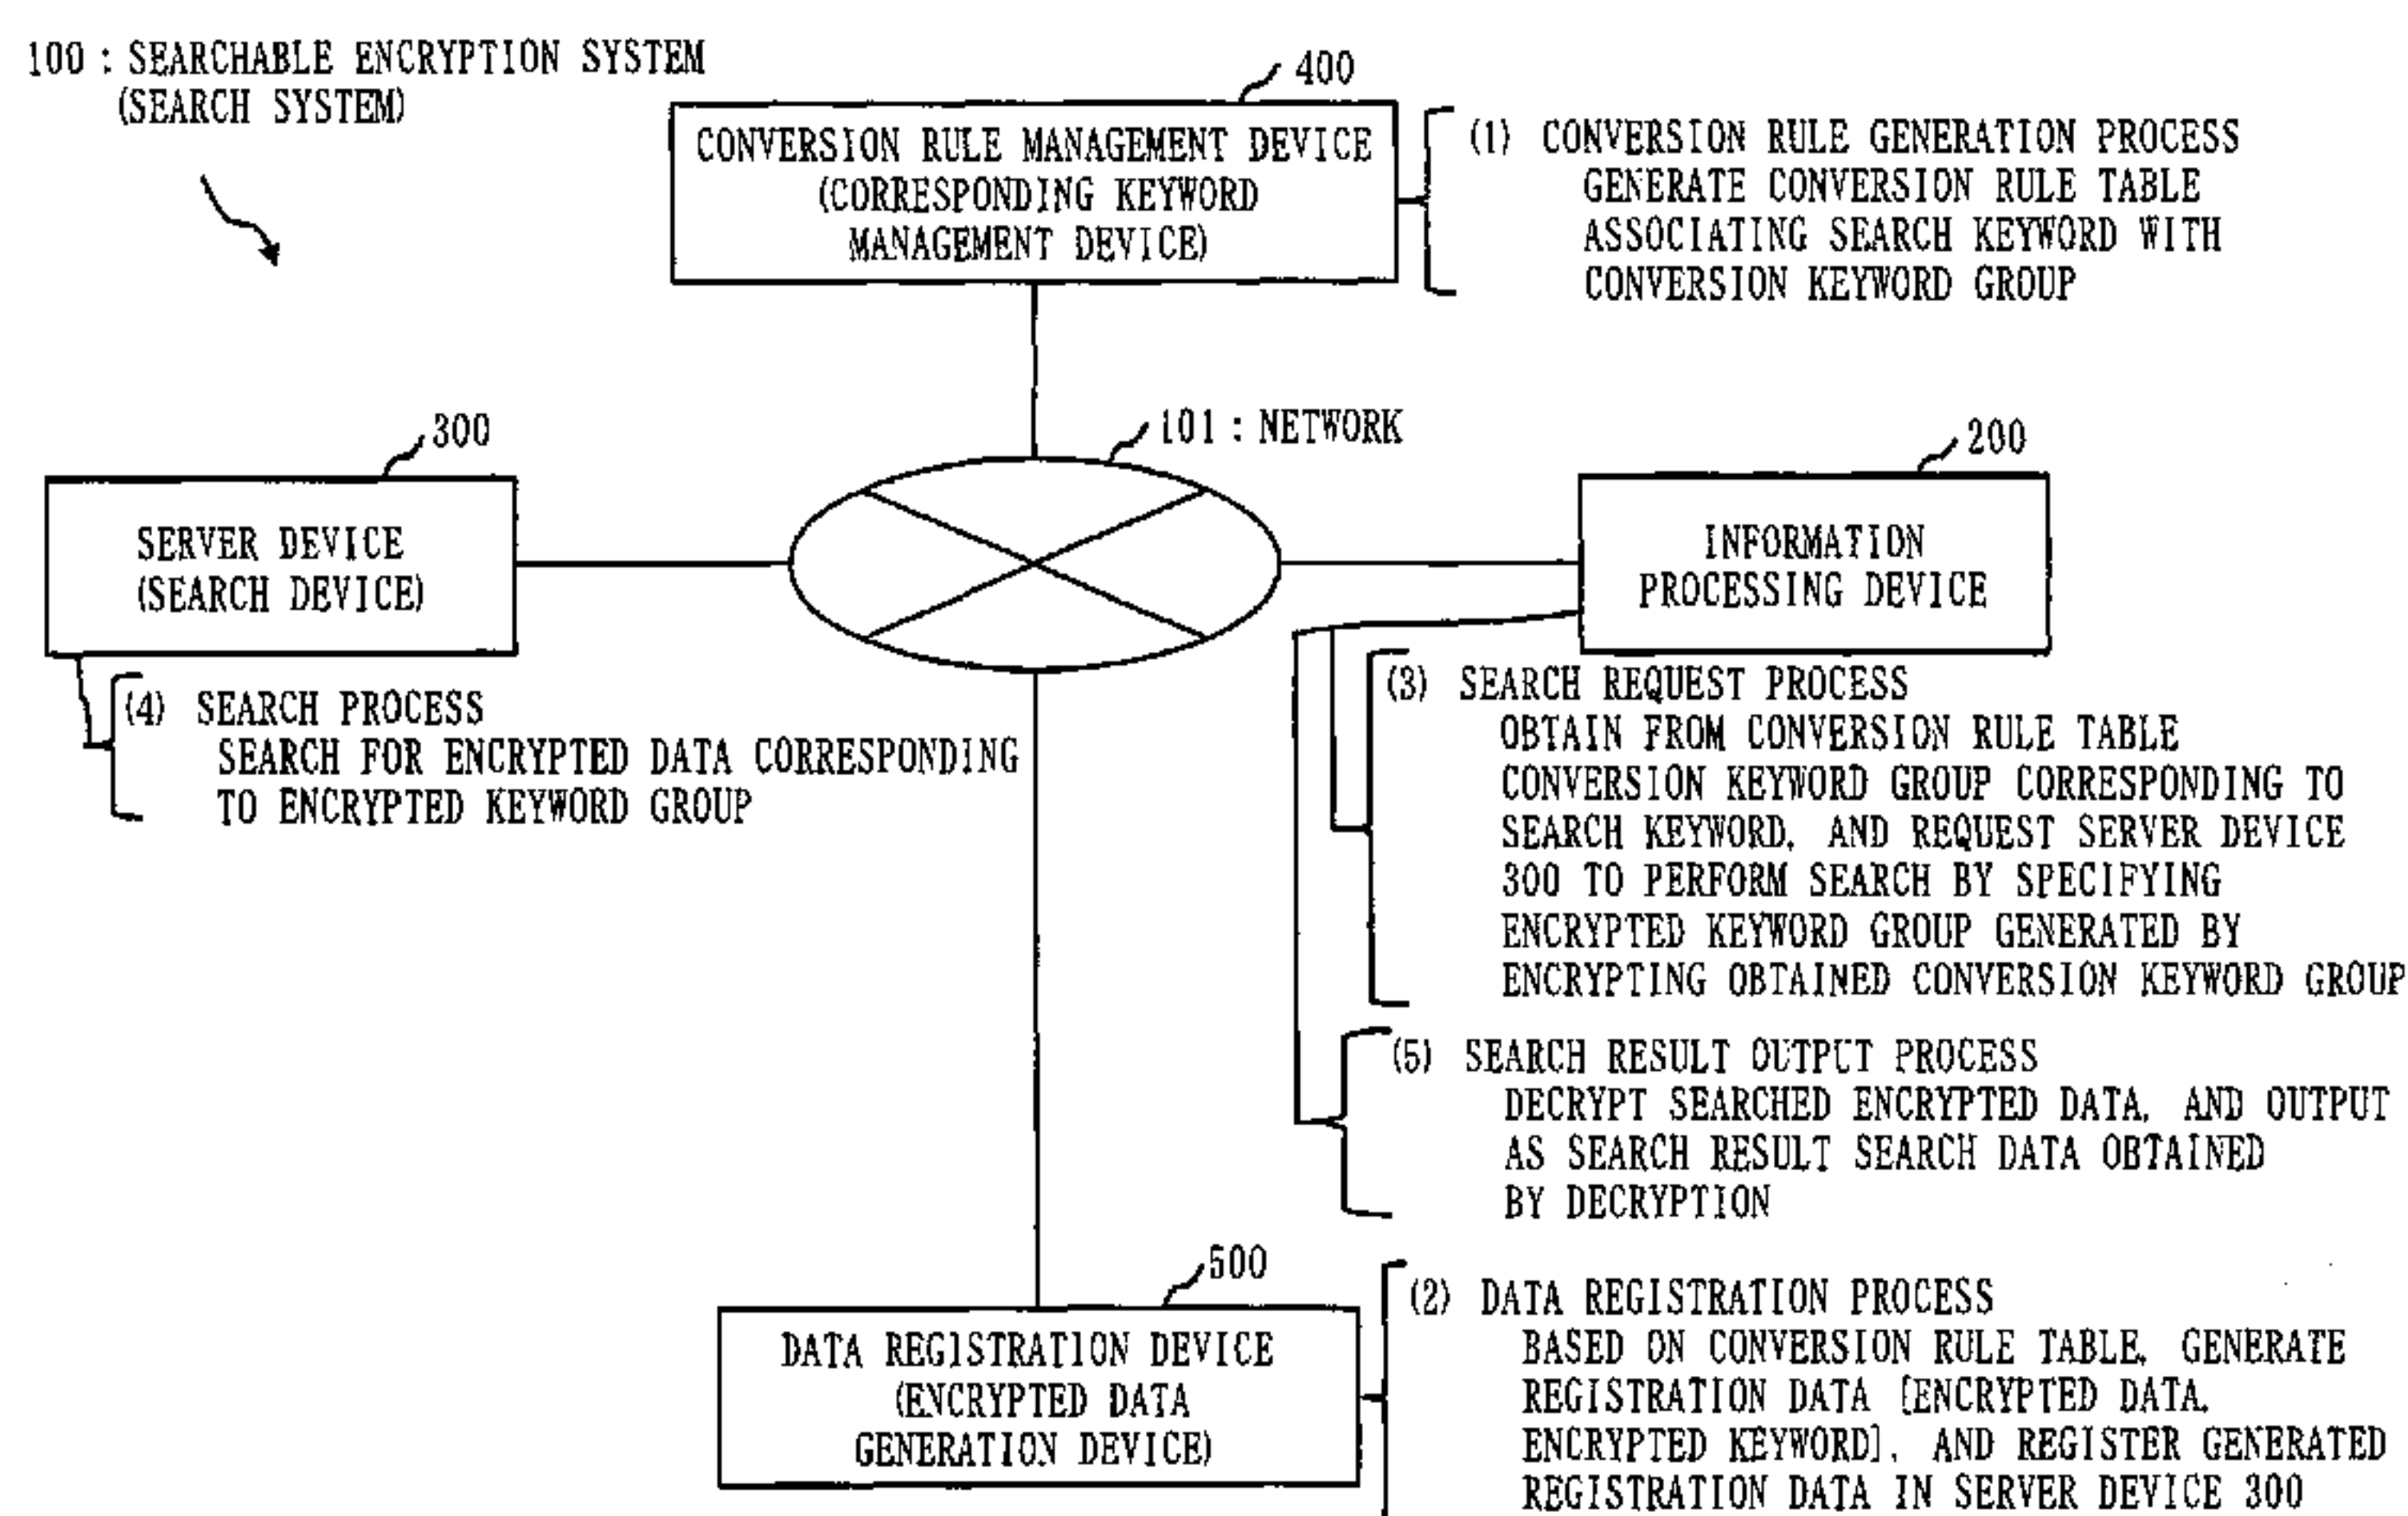 100 : SEARCHABLE ENCRYPTION SYSTEM
(SEARCH SYSTEM)
400
CONVERSION RULE MANAGEMENT DEVICE
(CORRESPONDING KEYWORD
MANAGEMENT DEVICE)
(1) CONVERSION RULE GENERATION PROCESS
GENERATE CONVERSION RULE TABLE
ASSOCIATING SEARCH KEYWORD WITH
CONVERSION KEYWORD GROUP
300
SERVER DEVICE
(SEARCH DEVICE)
101 : NETWORK
200
INFORMATION
PROCESSING DEVICE
(4) SEARCH PROCESS
SEARCH FOR ENCRYPTED DATA CORRESPONDING
TO ENCRYPTED KEYWORD GROUP
(3) SEARCH REQUEST PROCESS
OBTAIN FROM CONVERSION RULE TABLE
CONVERSION KEYWORD GROUP CORRESPONDING TO
SEARCH KEYWORD, AND REQUEST SERVER DEVICE
300 TO PERFORM SEARCH BY SPECIFYING
ENCRYPTED KEYWORD GROUP GENERATED BY
ENCRYPTING OBTAINED CONVERSION KEYWORD GROUP
(5) SEARCH RESULT OUTPUT PROCESS
DECRYPT SEARCHED ENCRYPTED DATA, AND OUTPUT
AS SEARCH RESULT SEARCH DATA OBTAINED
BY DECRYPTION
500
DATA REGISTRATION DEVICE
(ENCRYPTED DATA
GENERATION DEVICE)
(2) DATA REGISTRATION PROCESS
BASED ON CONVERSION RULE TABLE, GENERATE
REGISTRATION DATA [ENCRYPTED DATA,
ENCRYPTED KEYWORD], AND REGISTER GENERATED
REGISTRATION DATA IN SERVER DEVICE 300